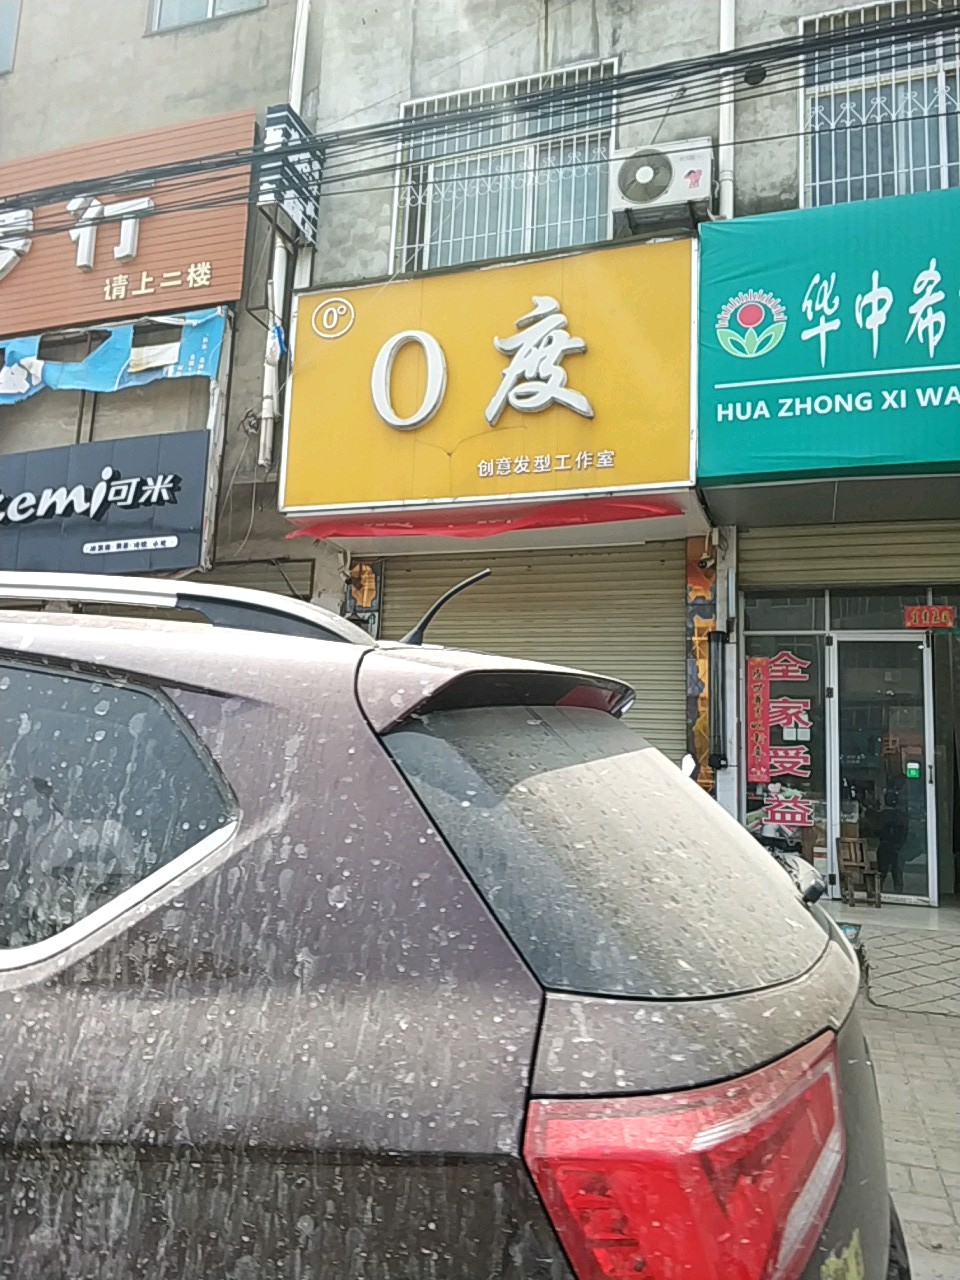 行
请上二楼
emi可米
0°
0度
创意发型工作室
华中希
HUA ZHONG XI WA
全家受益